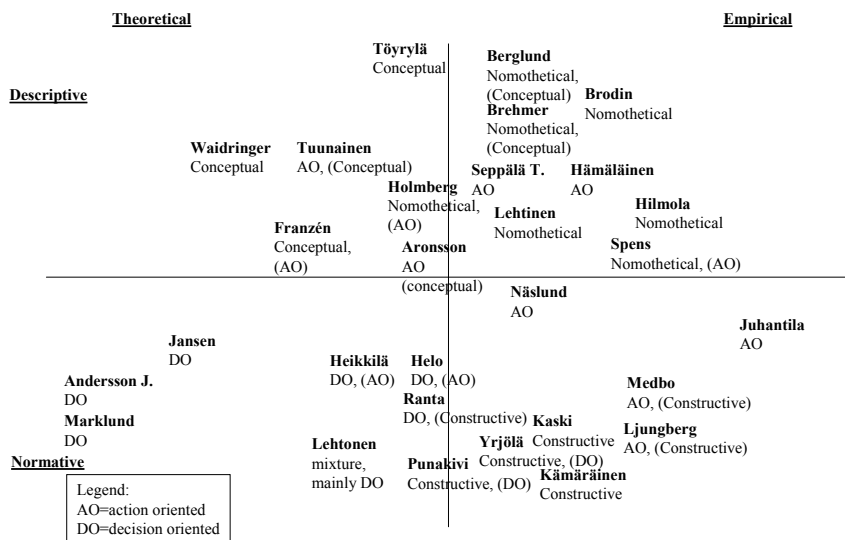 Theoretical
Empirical
Töyrylä
Conceptual
Berglund
Nomothetical,
(Conceptual)
Brehmer
Nomothetical,
(Conceptual)
Brodin
Nomothetical
Descriptive
Waidringer
Conceptual
Tuunainen
AO, (Conceptual)
Seppälä T.
AO
Hämäläinen
AO
Holmberg
Nomothetical,
(AO)
Lehtinen
Nomothetical
Hilmola
Nomothetical
Franzén
Conceptual,
(AO)
Aronsson
AO
(conceptual)
Spens
Nomothetical, (AO)
Näslund
AO
Juhantila
AO
Jansen
DO
Heikkilä
DO, (AO)
Helo
DO, (AO)
Andersson J.
DO
Marklund
DO
Ranta
DO, (Constructive)
Medbo
AO, (Constructive)
Kaski
Constructive
Ljungberg
AO, (Constructive)
Lehtonen
mixture,
mainly DO
Yrjölä
Constructive, (DO)
Punakivi
Constructive, (DO)
Kämäräinen
Constructive
Normative
Legend:
AO=action oriented
DO=decision oriented